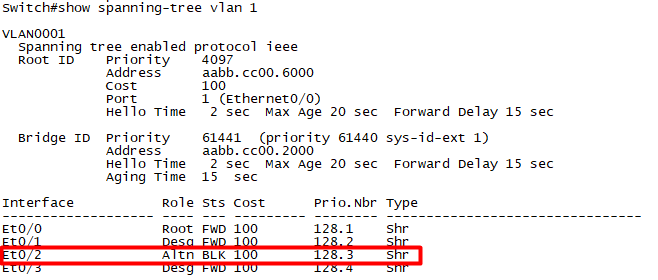 Switch#show spanning-tree vlan 1
VLAN0001
Spanning tree enabled protocol ieee
Root ID Priority 4097
Address aabb.cc00.6000
Cost 100
Port 1 (Ethernet0/0)
Hello Time 2 sec Max Age 20 sec Forward Delay 15 sec
Bridge ID Priority 61441 (priority 61440 sys-id-ext 1)
Address aabb.cc00.2000
Hello Time 2 sec Max Age 20 sec Forward Delay 15 sec
Aging Time 15 sec
Interface Role Sts Cost Prio.Nbr Type
------------------- ---- --- --------- -------- --------------------------------
Et0/0 Root FWD 100 128.1 Shr
Et0/1 Desg FWD 100 128.2 Shr
Et0/2 Altn BLK 100 128.3 Shr
Et0/3 Desg FWD 100 128.4 Shr